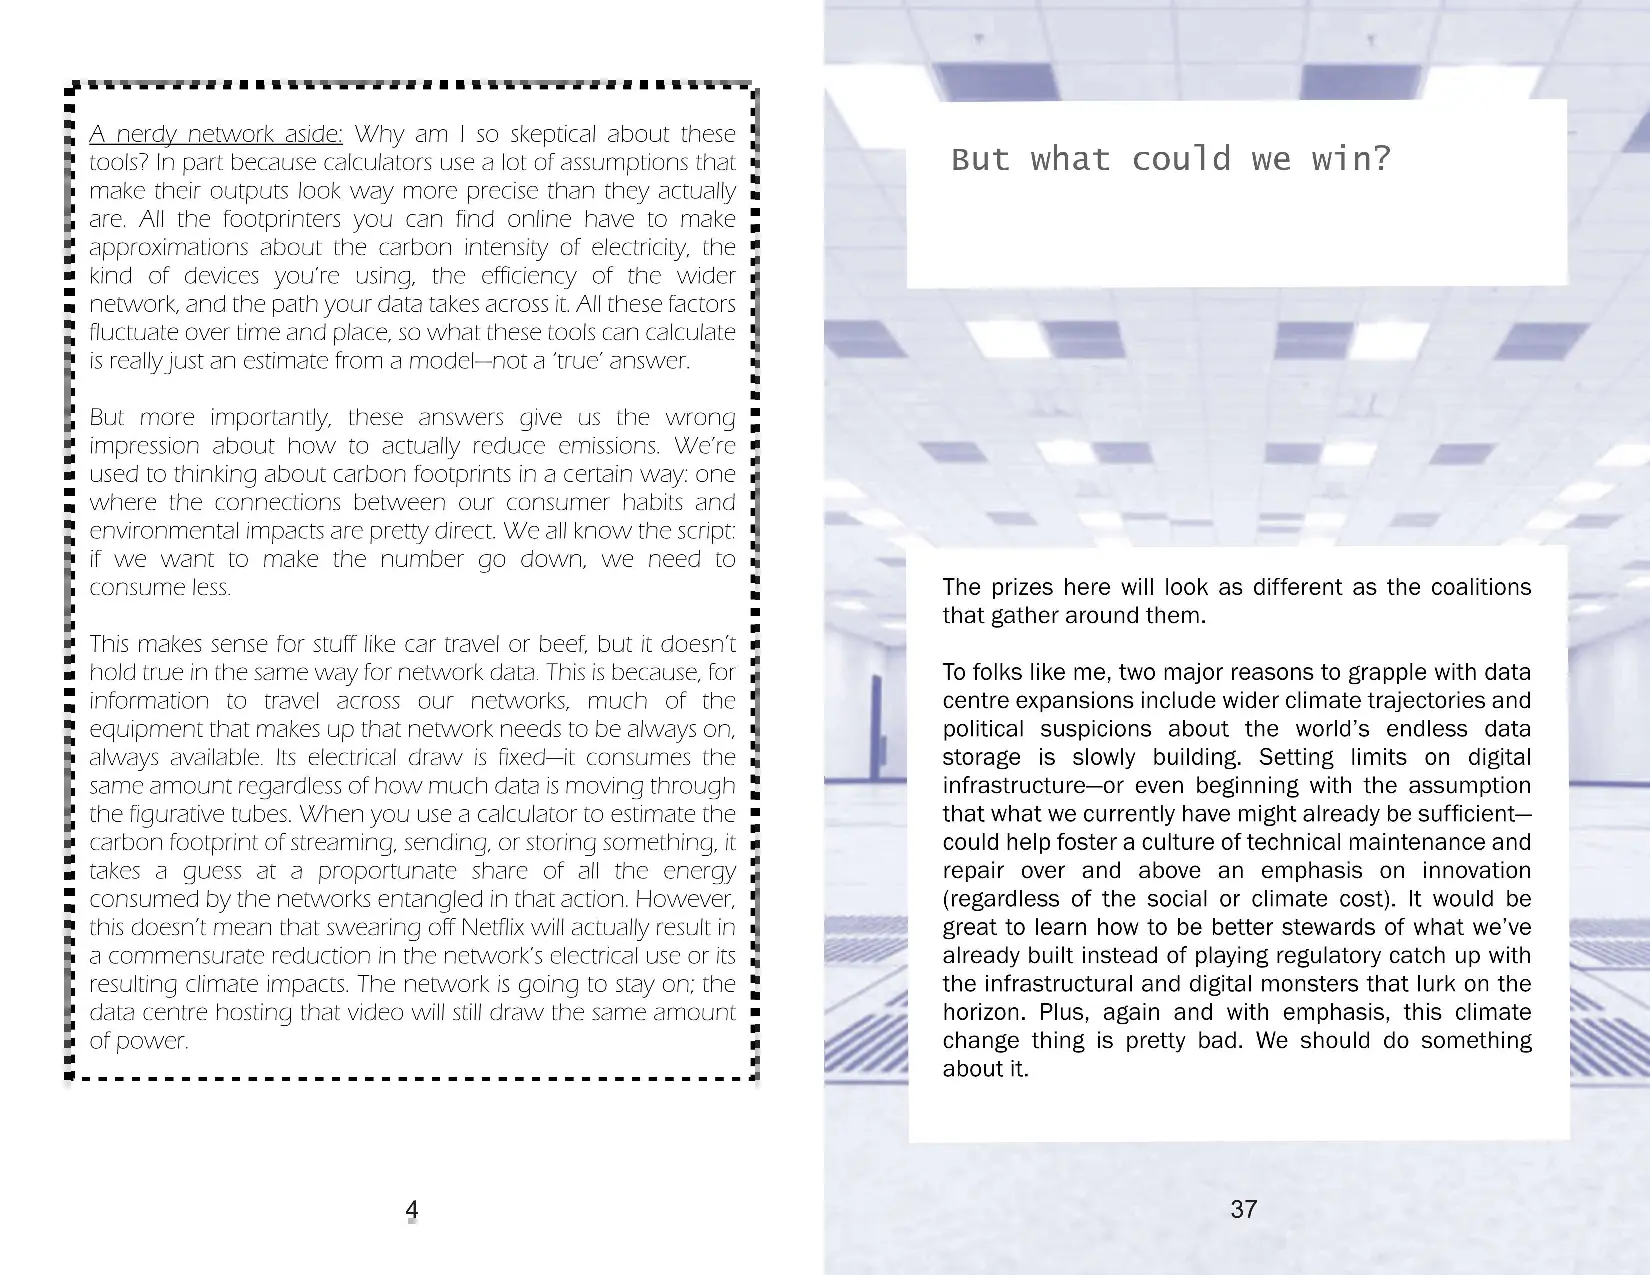 A nerdy network aside: Why am I so skeptical about these
tools? In part because calculators use a lot of assumptions that
make their outputs look way more precise than they actually
are. All the footprinters you can find online have to make
approximations about the carbon intensity of electricity, the
kind of devices you're using, the efficiency of the wider
network, and the path your data takes across it. All these factors
fluctuate over time and place, so what these tools can calculate
is really just an estimate from a model—not a 'true' answer.
But more importantly, these answers give us the wrong
impression about how to actually reduce emissions. We're
used to thinking about carbon footprints in a certain way: one
where the connections between our consumer habits and
environmental impacts are pretty direct. We all know the script:
if we want to make the number go down, we need to
consume less.
This makes sense for stuff like car travel or beef, but it doesn't
hold true in the same way for network data. This is because, for
information to travel across our networks, much of the
equipment that makes up that network needs to be always on,
always available. Its electrical draw is fixed—it consumes the
same amount regardless of how much data is moving through
the figurative tubes. When you use a calculator to estimate the
carbon footprint of streaming, sending, or storing something, it
takes a guess at a proportunate share of all the energy
consumed by the networks entangled in that action. However,
this doesn't mean that swearing off Netflix will actually result in
a commensurate reduction in the network's electrical use or its
resulting climate impacts. The network is going to stay on; the
data centre hosting that video will still draw the same amount
of power.
4
But what could we win?
The prizes here will look as different as the coalitions
that gather around them.
To folks like me, two major reasons to grapple with data
centre expansions include wider climate trajectories and
political suspicions about the world's endless data
storage is slowly building. Setting limits on digital
infrastructure—or even beginning with the assumption
that what we currently have might already be sufficient—
could help foster a culture of technical maintenance and
repair over and above an emphasis on innovation
(regardless of the social or climate cost). It would be
great to learn how to be better stewards of what we've
already built instead of playing regulatory catch up with
the infrastructural and digital monsters that lurk on the
horizon. Plus, again and with emphasis, this climate
change thing is pretty bad. We should do something
about it.
37